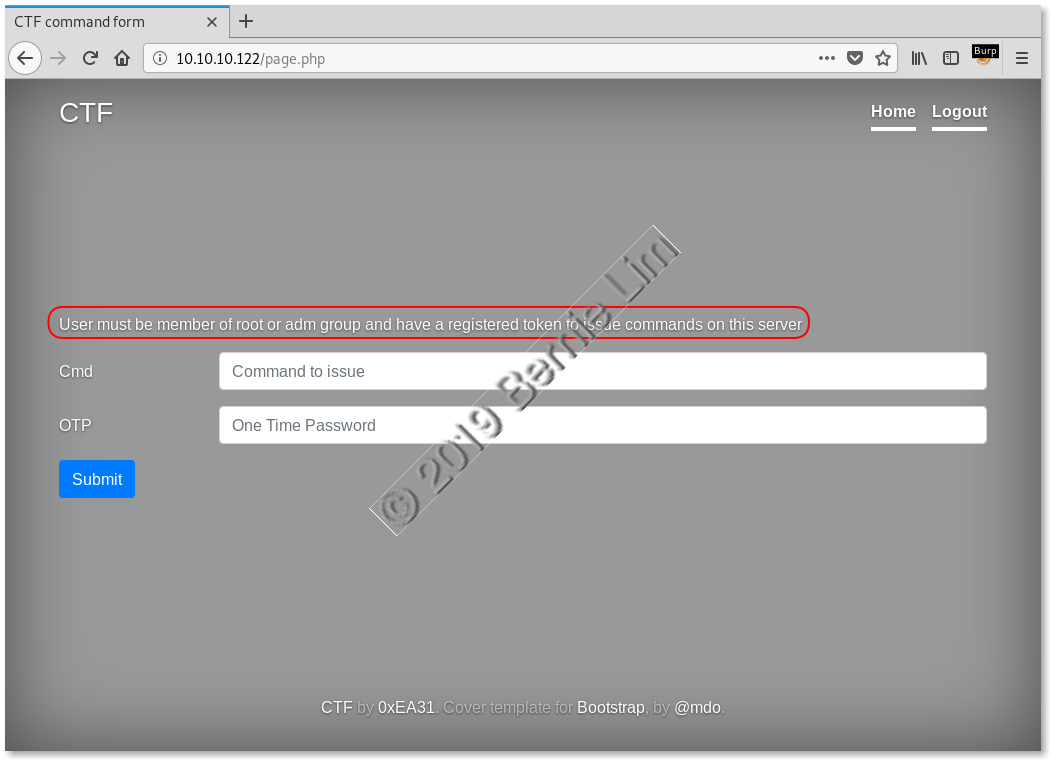 CTF command form
10.10.10.122/page.php
Burp
CTF
Home Logout
User must be member of root or adm group and have a registered token to issue commands on this server
Cmd Command to issue
OTP One Time Password
Submit
© 2019 Bernie Lim
CTF by 0xEA31. Cover template for Bootstrap, by @mdo.